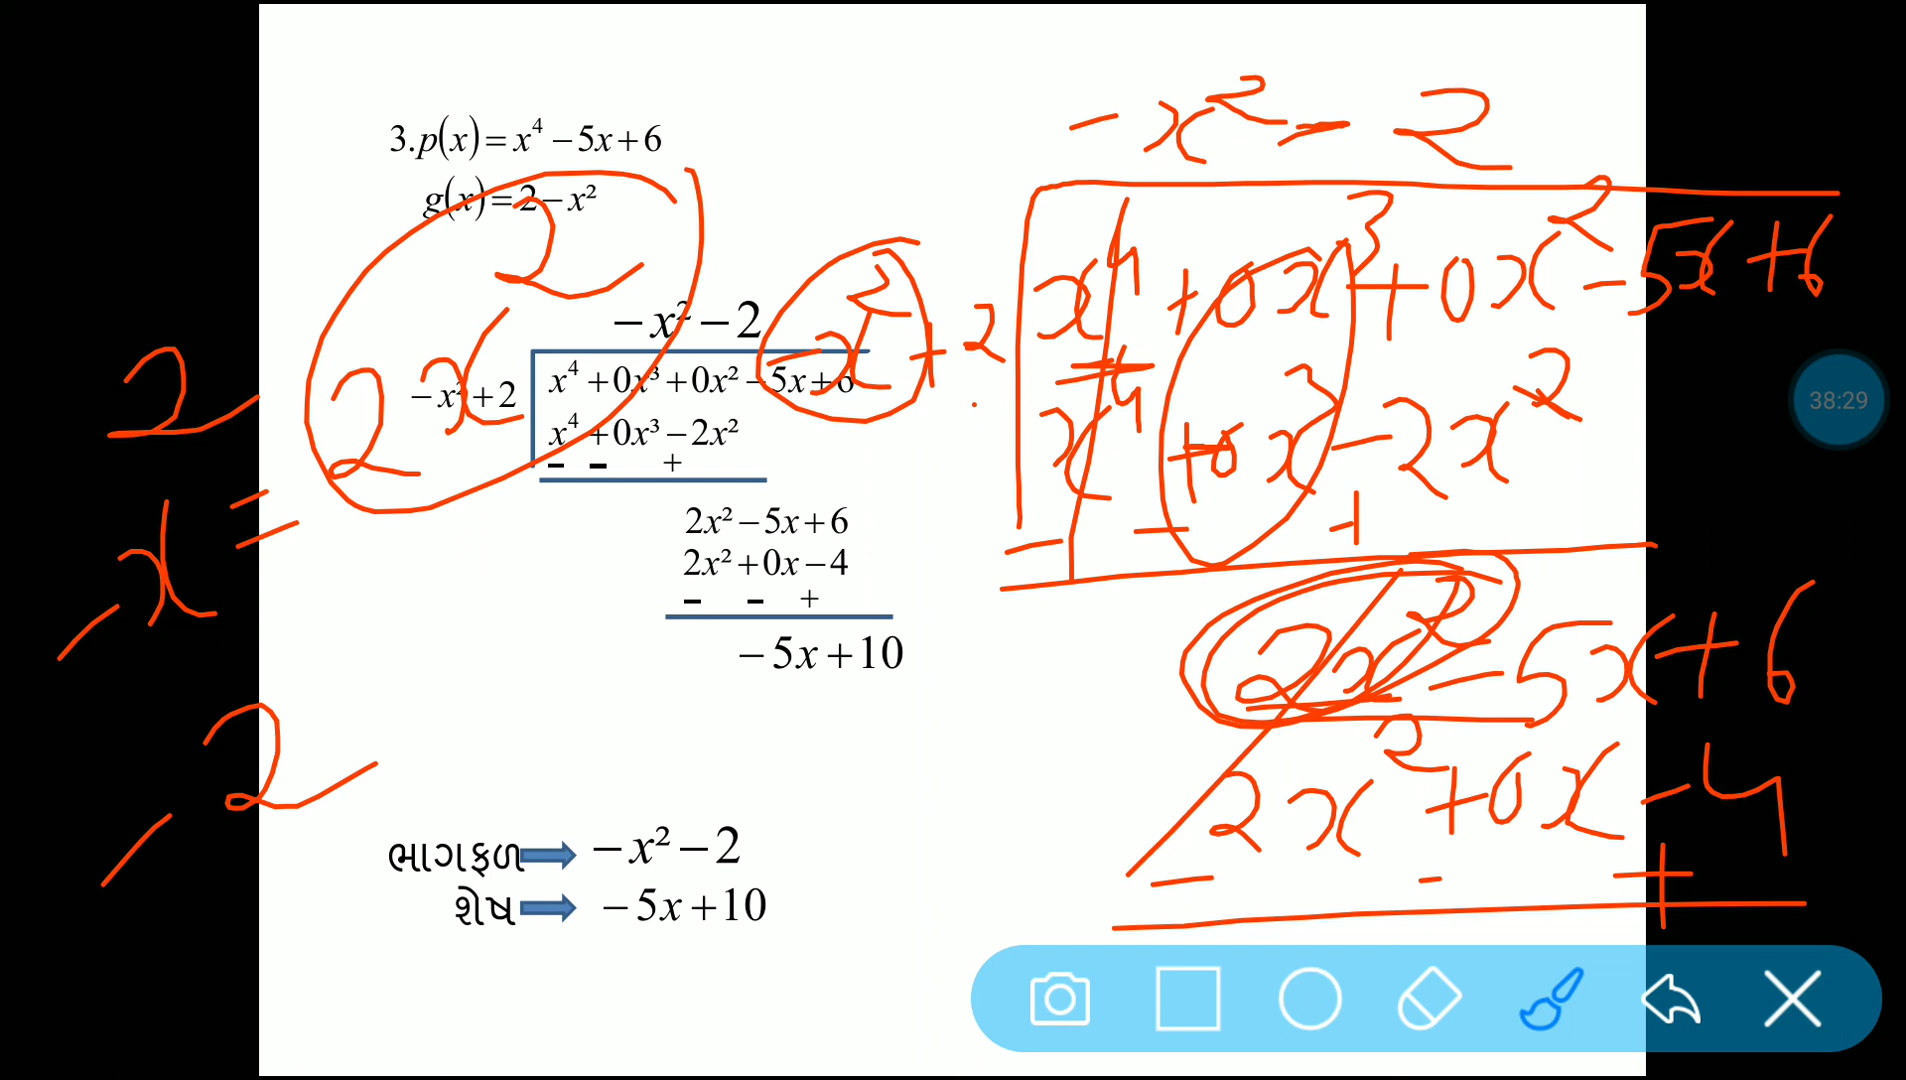 3.p(x)=x⁴−5x+6
g(x)=2−x²
−x²−2
−x²+2
x⁴+0x³+0x²−5x+6
x⁴+0x³−2x²
− − +
2x²−5x+6
2x²+0x−4
− − +
−5x+10
ભાગફળ −x²−2
શેષ −5x+10
−x²−2
−x²+2
x⁴+0x³+0x²−5x+6
x⁴+0x³−2x²
− − +
2x²−5x+6
2x²+0x−4
− − +
38:29